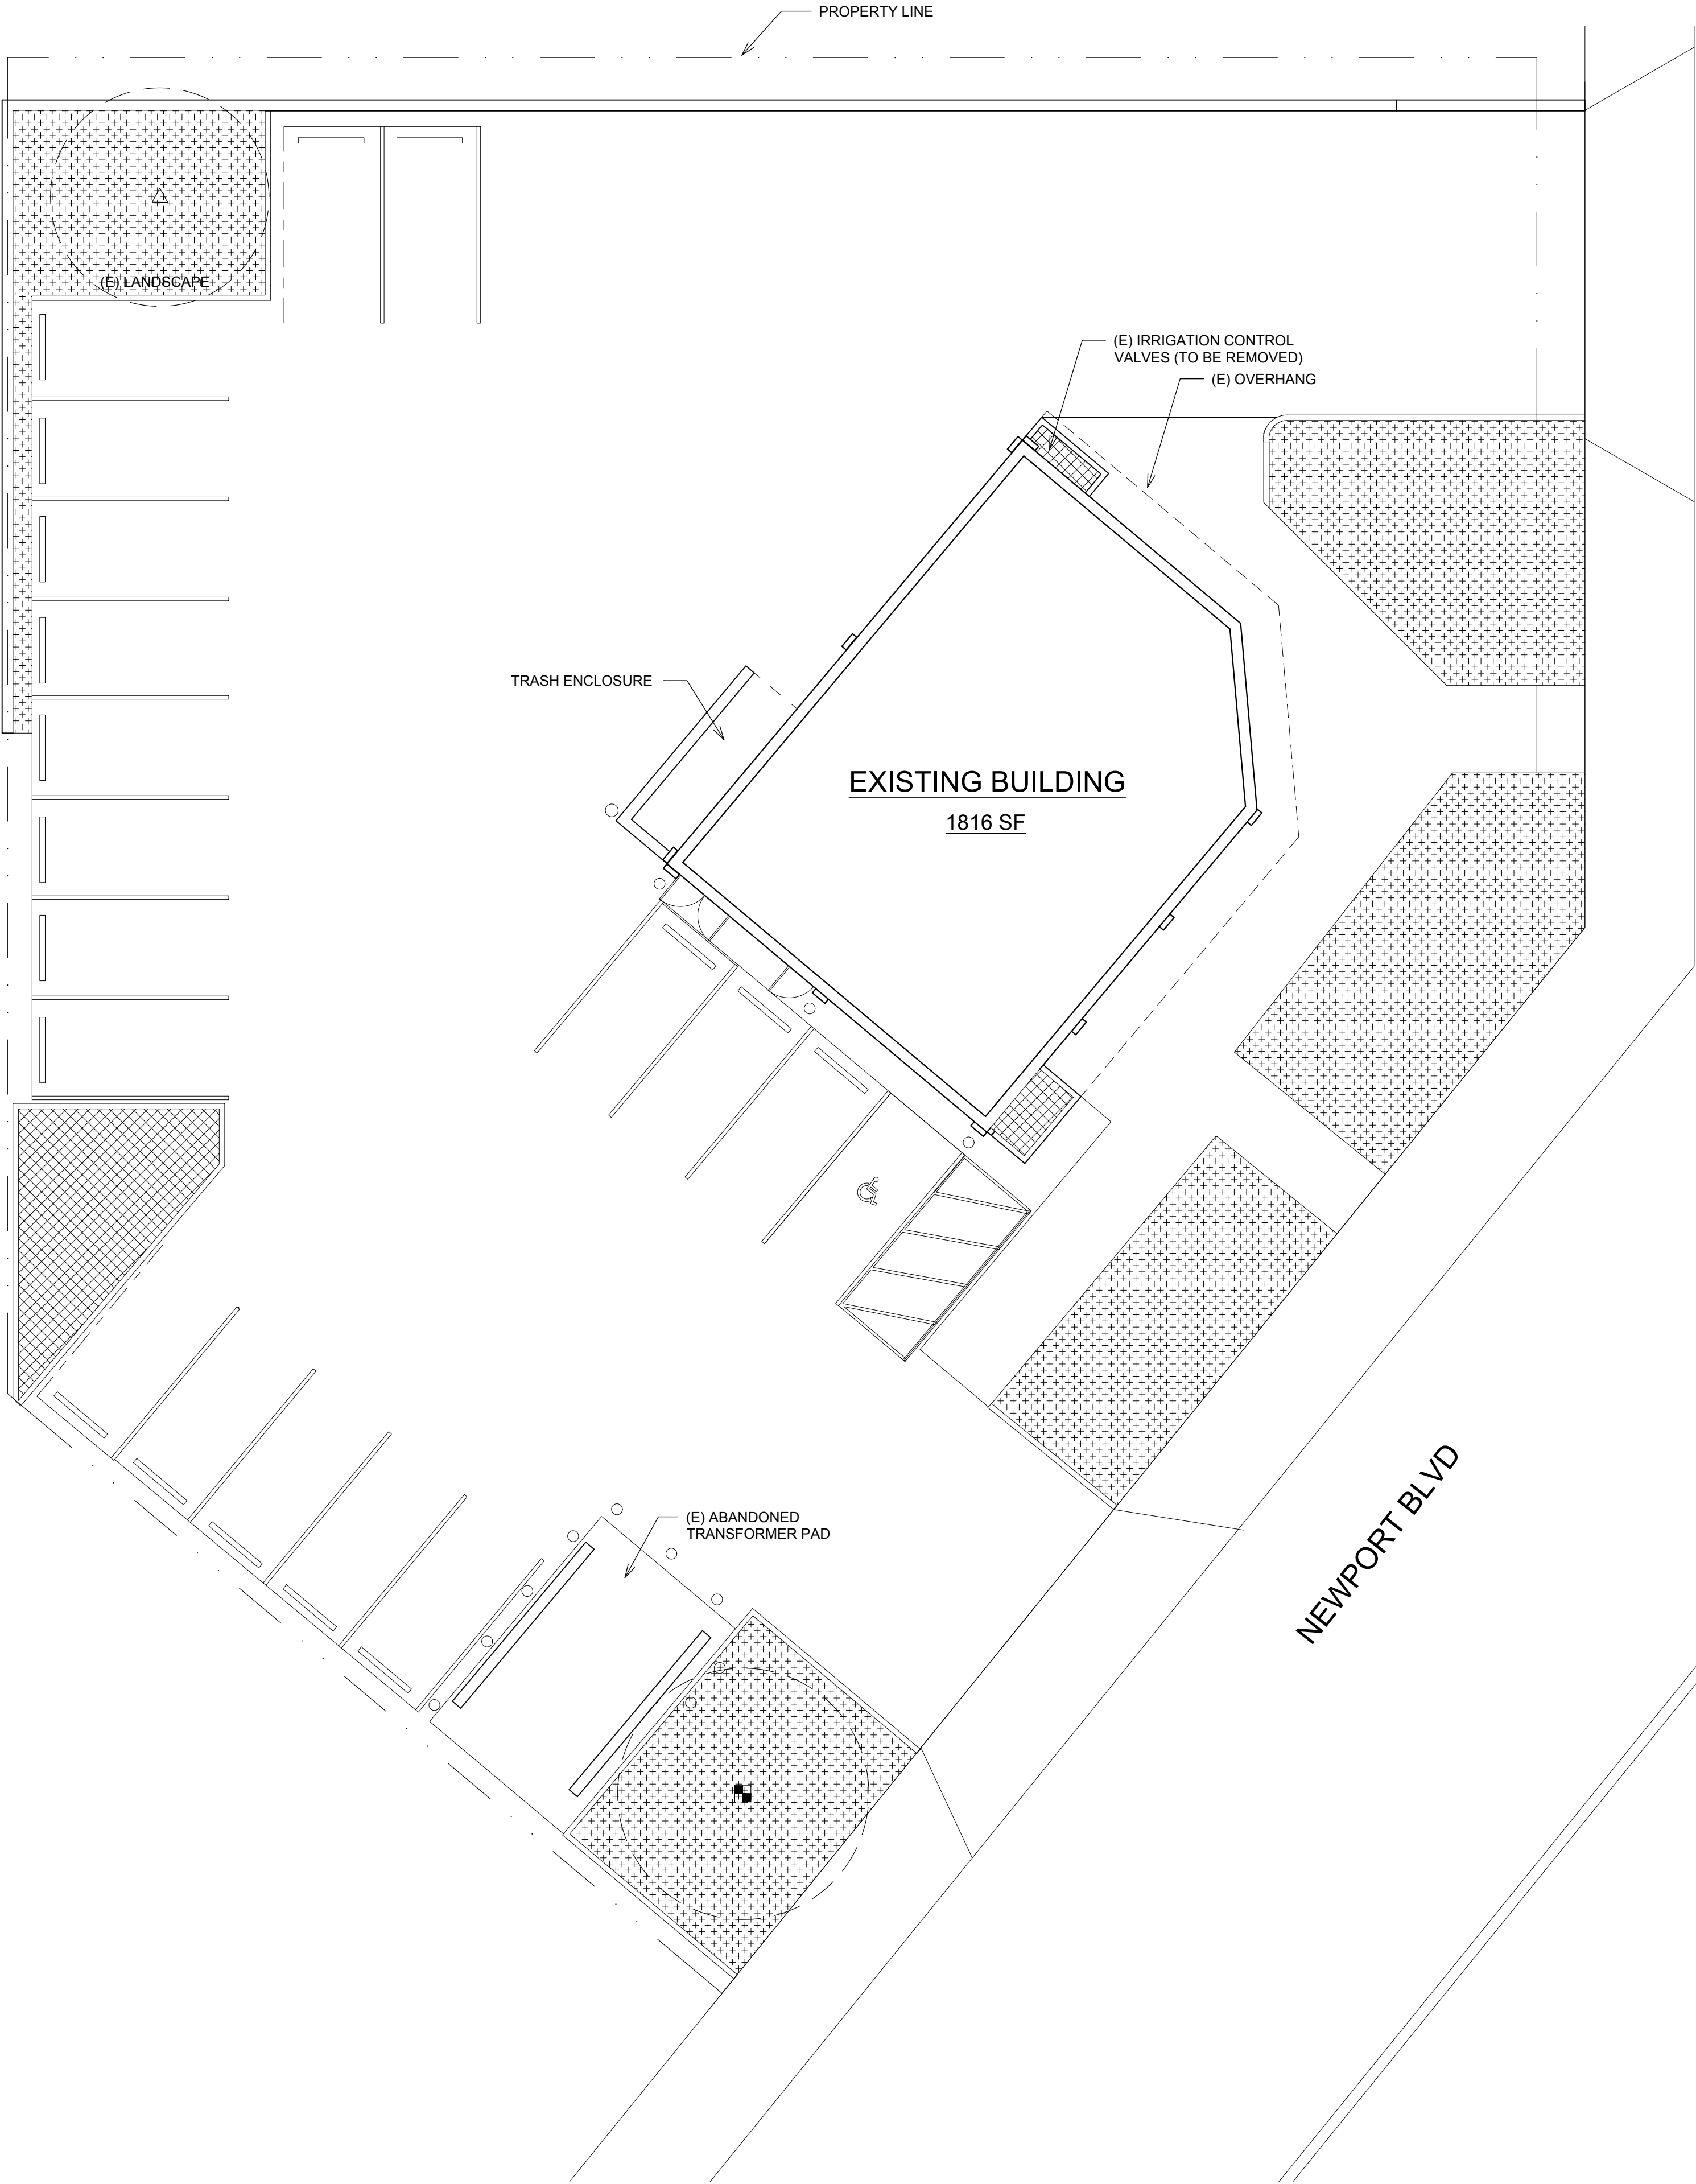 PROPERTY LINE
(E) LANDSCAPE
(E) IRRIGATION CONTROL
VALVES (TO BE REMOVED)
(E) OVERHANG
TRASH ENCLOSURE
EXISTING BUILDING
1816 SF
(E) ABANDONED
TRANSFORMER PAD
NEWPORT BLVD